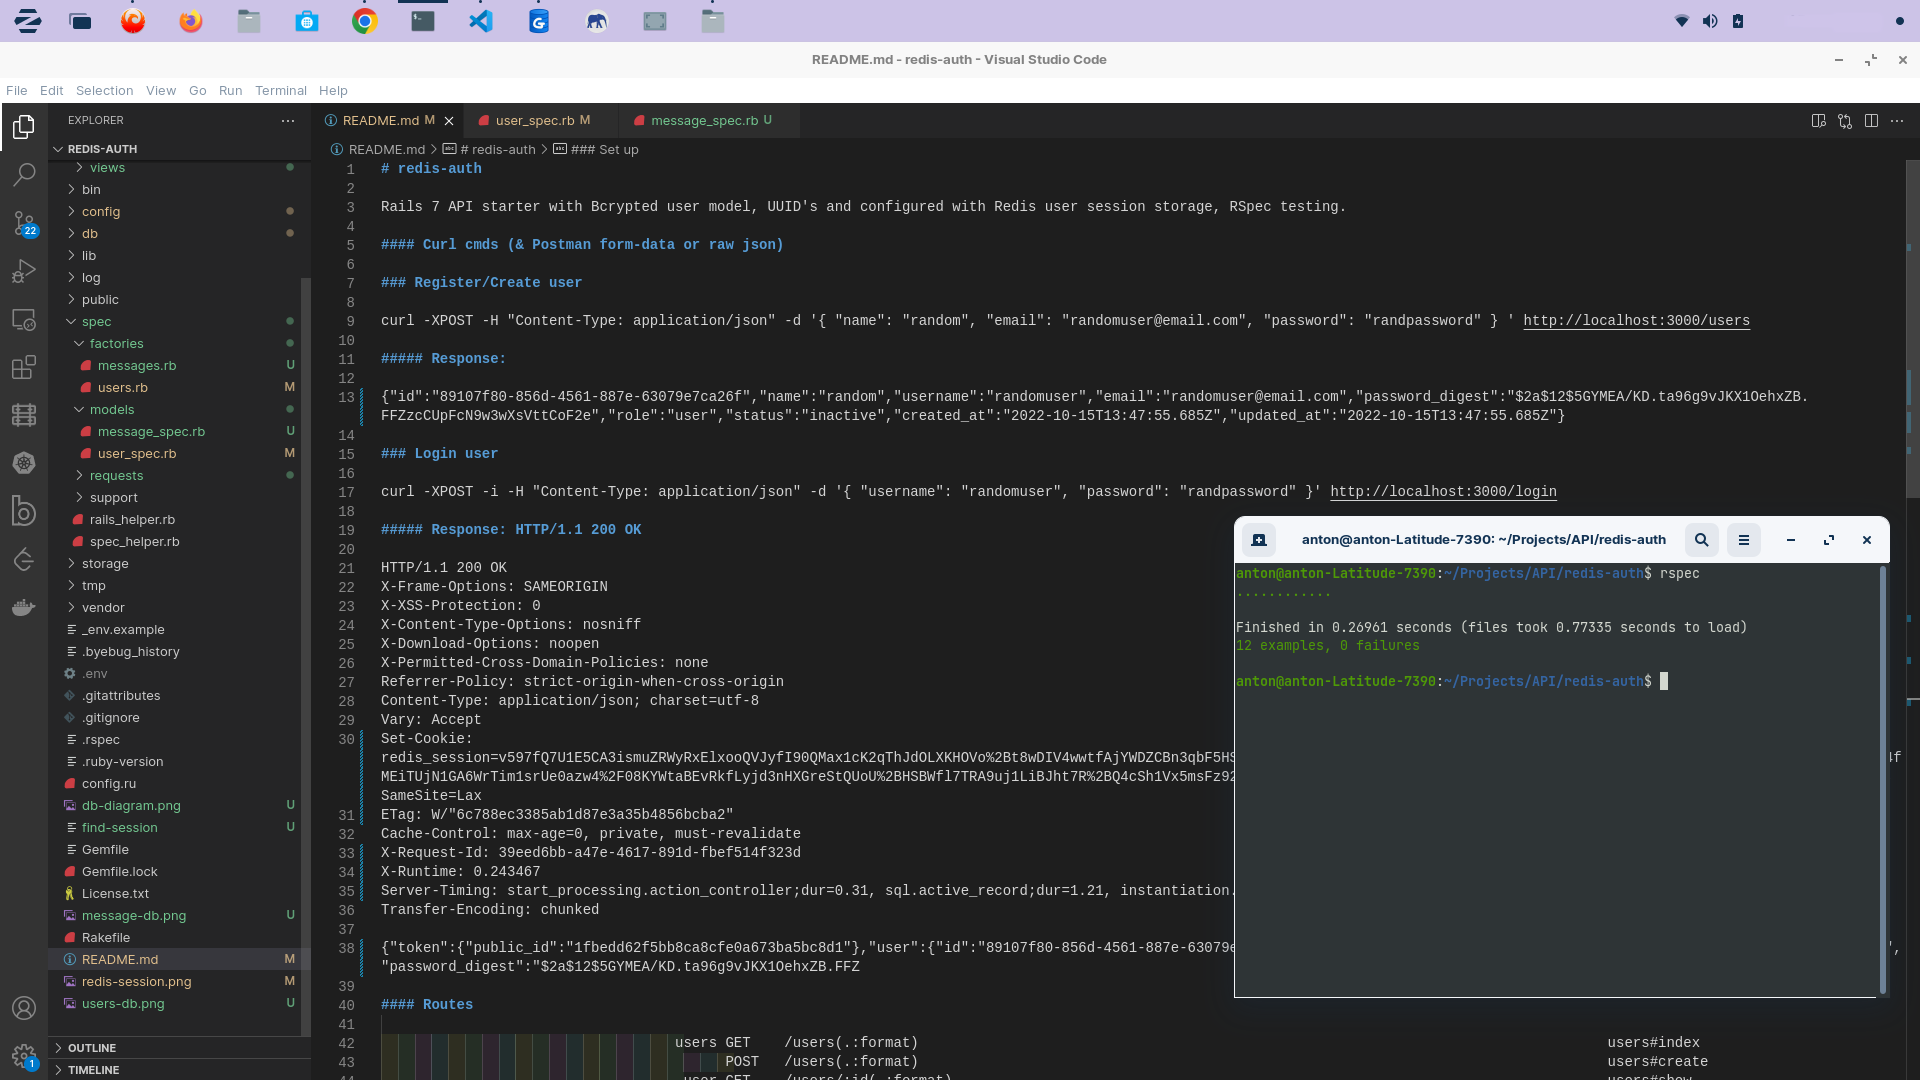 README.md - redis-auth - Visual Studio Code
File Edit Selection View Go Run Terminal Help
EXPLORER
README.md M
user_spec.rb M
message_spec.rb U
REDIS-AUTH
README.md > # redis-auth > ### Set up
views
bin
config
db
lib
log
public
spec
factories
messages.rb U
users.rb M
models
message_spec.rb U
user_spec.rb M
requests
support
rails_helper.rb
spec_helper.rb
storage
tmp
vendor
_env.example
.byebug_history
.env
.gitattributes
.gitignore
.rspec
.ruby-version
config.ru
db-diagram.png U
find-session U
Gemfile
Gemfile.lock
License.txt
message-db.png U
Rakefile
README.md M
redis-session.png M
users-db.png U
OUTLINE
TIMELINE
22
1
1 # redis-auth
2
3 Rails 7 API starter with Bcrypted user model, UUID's and configured with Redis user session storage, RSpec testing.
4
5 #### Curl cmds (& Postman form-data or raw json)
6
7 ### Register/Create user
8
9 curl -XPOST -H "Content-Type: application/json" -d '{ "name": "random", "email": "randomuser@email.com", "password": "randpassword" } ' http://localhost:3000/users
10
11 ##### Response:
12
13 {"id":"89107f80-856d-4561-887e-63079e7ca26f","name":"random","username":"randomuser","email":"randomuser@email.com","password_digest":"$2a$12$5GYMEA/KD.ta96g9vJKX1OehxZB.
FFZzcCUpFcN9w3wXsVttCoF2e","role":"user","status":"inactive","created_at":"2022-10-15T13:47:55.685Z","updated_at":"2022-10-15T13:47:55.685Z"}
14
15 ### Login user
16
17 curl -XPOST -i -H "Content-Type: application/json" -d '{ "username": "randomuser", "password": "randpassword" }' http://localhost:3000/login
18
19 ##### Response: HTTP/1.1 200 OK
20
21 HTTP/1.1 200 OK
22 X-Frame-Options: SAMEORIGIN
23 X-XSS-Protection: 0
24 X-Content-Type-Options: nosniff
25 X-Download-Options: noopen
26 X-Permitted-Cross-Domain-Policies: none
27 Referrer-Policy: strict-origin-when-cross-origin
28 Content-Type: application/json; charset=utf-8
29 Vary: Accept
30 Set-Cookie:
redis_session=v597fQ7U1E5CA3ismuZRWyRxElxooQVJyfI90QMax1cK2qThJdOLXKHOVo%2Bt8wDIV4wwtfAjYWDZCBn3qbF5HS
MEiTUjN1GA6WrTim1srUe0azw4%2F08KYWtaBEvRkfLyjd3nHXGreStQUoU%2BHSBWfl7TRA9uj1LiBJht7R%2BQ4cSh1Vx5msFz92
SameSite=Lax
31 ETag: W/"6c788ec3385ab1d87e3a35b4856bcba2"
32 Cache-Control: max-age=0, private, must-revalidate
33 X-Request-Id: 39eed6bb-a47e-4617-891d-fbef514f323d
34 X-Runtime: 0.243467
35 Server-Timing: start_processing.action_controller;dur=0.31, sql.active_record;dur=1.21, instantiation.
36 Transfer-Encoding: chunked
37
38 {"token":{"public_id":"1fbedd62f5bb8ca8cfe0a673ba5bc8d1"},"user":{"id":"89107f80-856d-4561-887e-63079e
"password_digest":"$2a$12$5GYMEA/KD.ta96g9vJKX1OehxZB.FFZ
39
40 #### Routes
41
42 users GET /users(.:format) users#index
43 POST /users(.:format) users#create
44 user GET /users/:id(.:format) users#show
anton@anton-Latitude-7390: ~/Projects/API/redis-auth
anton@anton-Latitude-7390:~/Projects/API/redis-auth$ rspec
............
Finished in 0.26961 seconds (files took 0.77335 seconds to load)
12 examples, 0 failures
anton@anton-Latitude-7390:~/Projects/API/redis-auth$